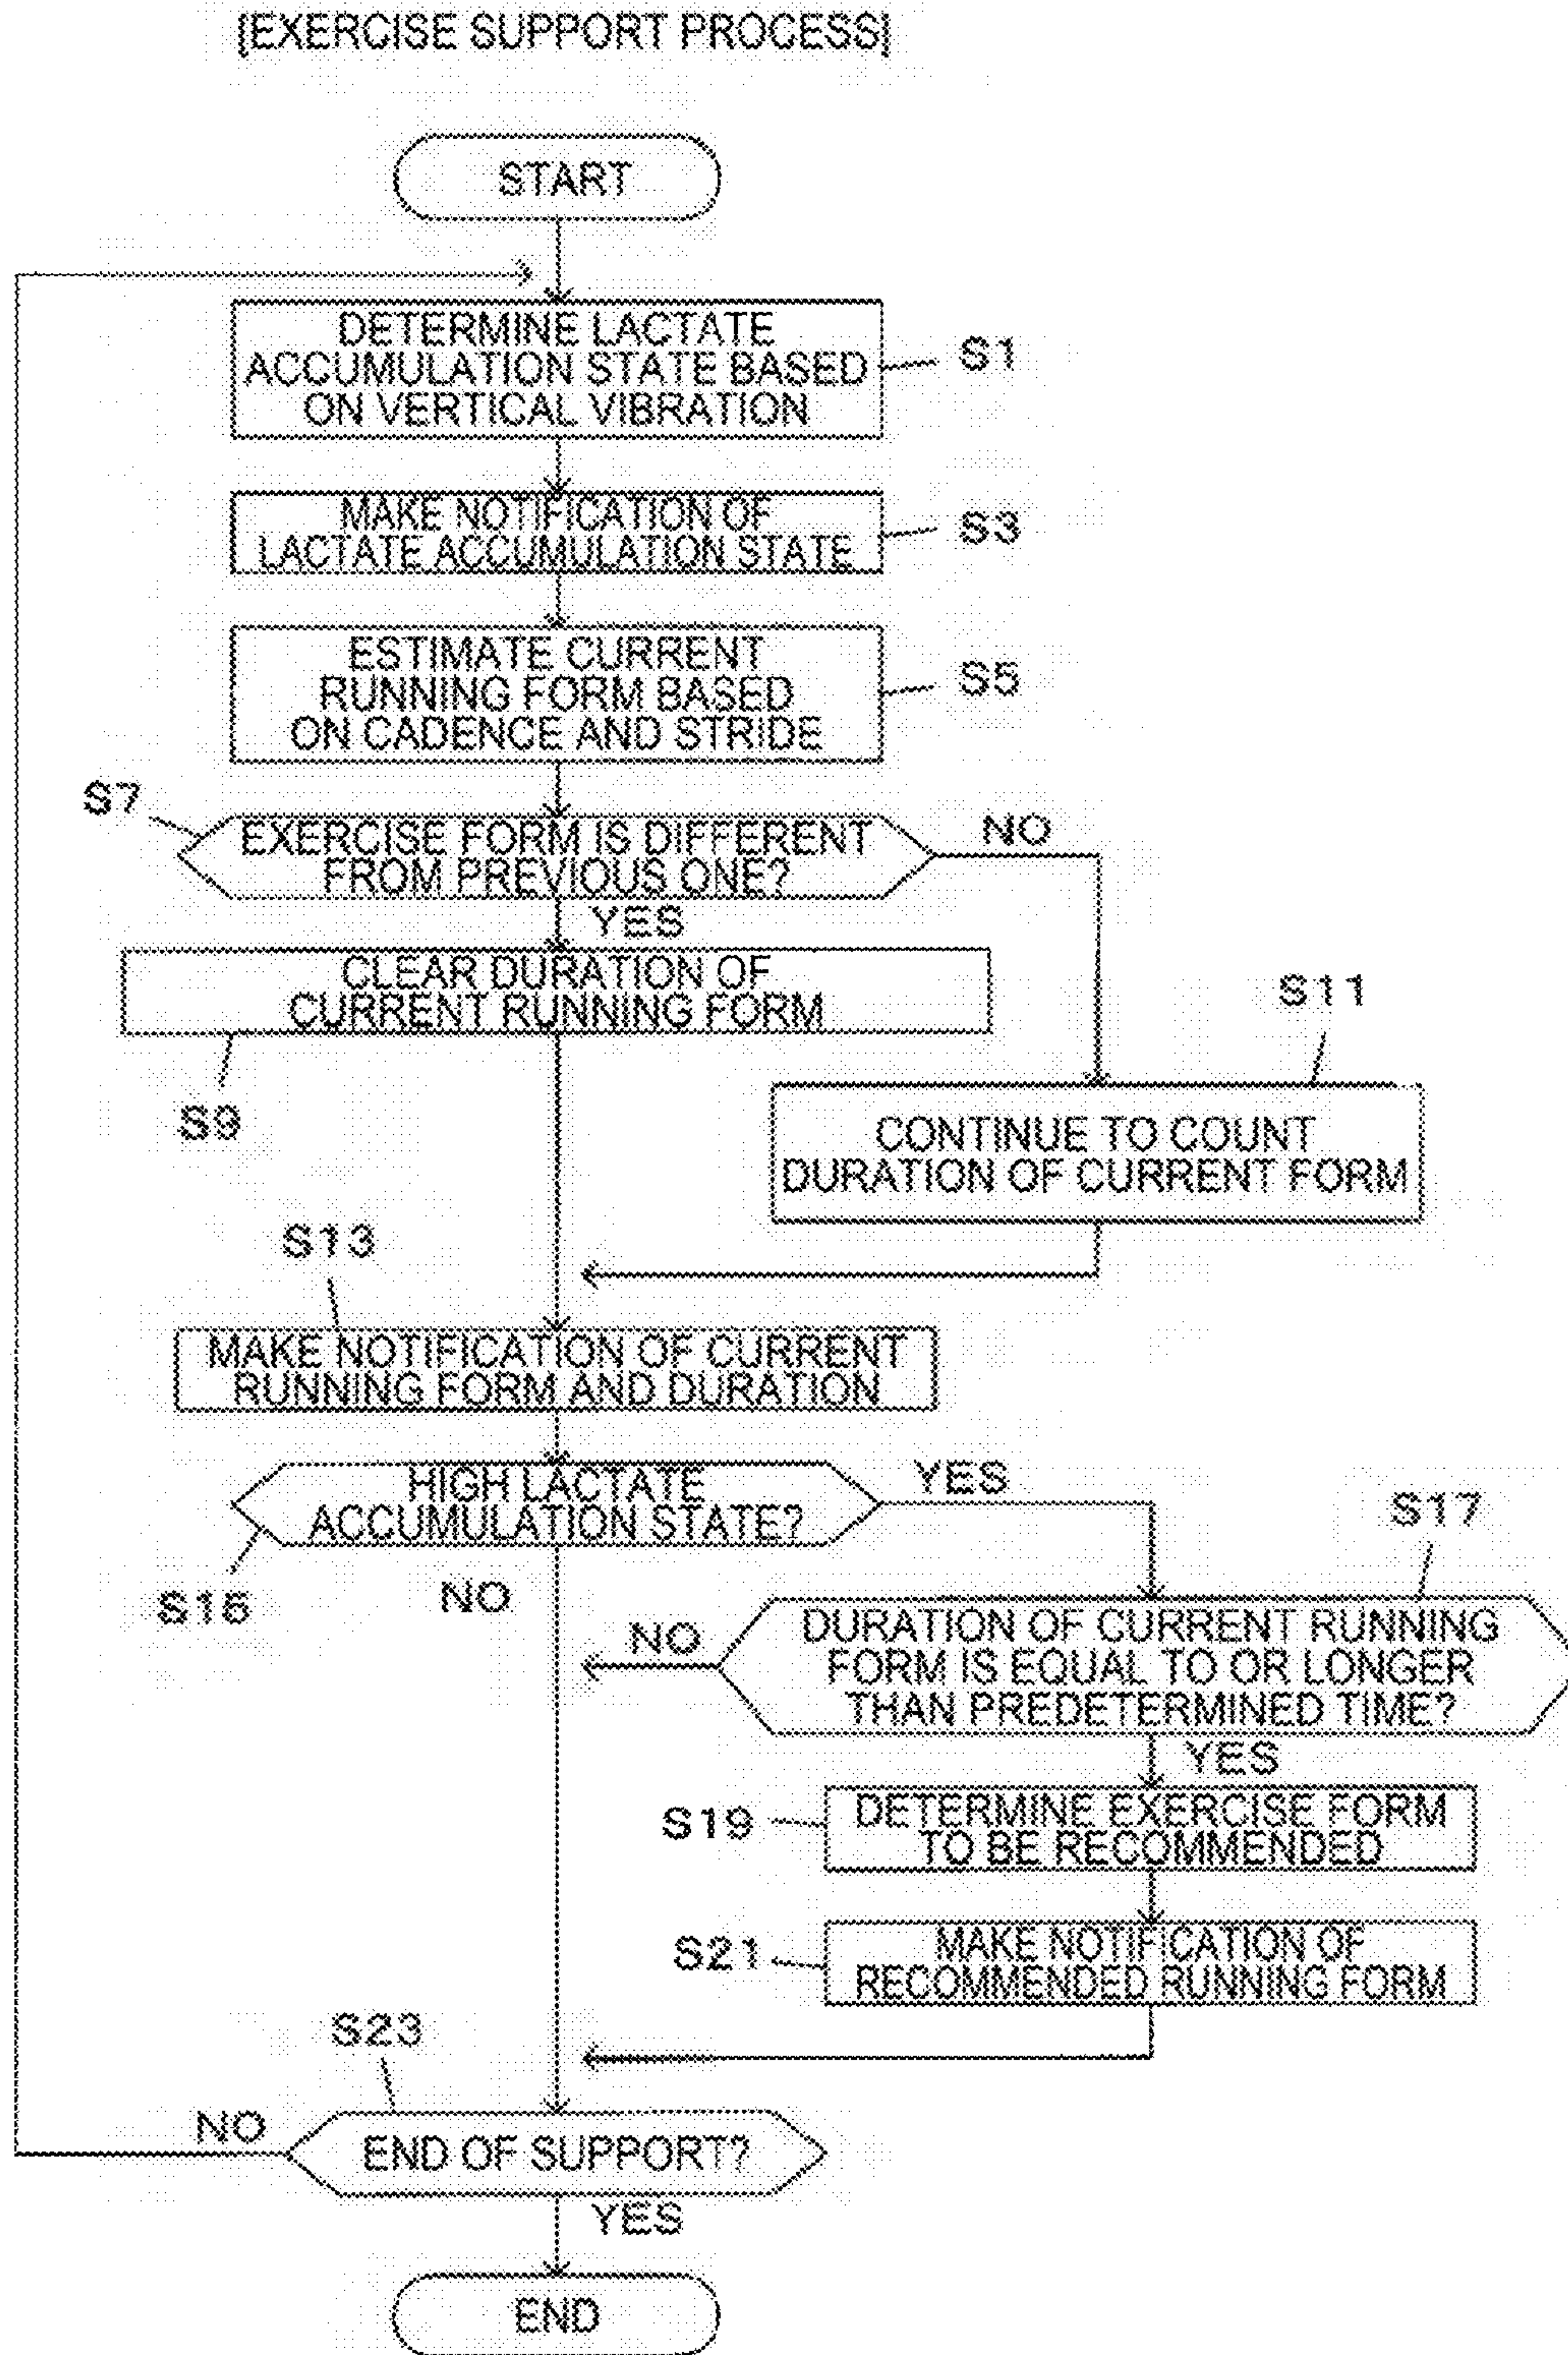 [EXERCISE SUPPORT PROCESS]
START
DETERMINE LACTATE
ACCUMULATION STATE BASED
ON VERTICAL VIBRATION
S1
MAKE NOTIFICATION OF
LACTATE ACCUMULATION STATE
S3
ESTIMATE CURRENT
RUNNING FORM BASED
ON CADENCE AND STRIDE
S5
S7
EXERCISE FORM IS DIFFERENT
FROM PREVIOUS ONE?
NO
YES
CLEAR DURATION OF
CURRENT RUNNING FORM
S9
S11
CONTINUE TO COUNT
DURATION OF CURRENT FORM
S13
MAKE NOTIFICATION OF CURRENT
RUNNING FORM AND DURATION
HIGH LACTATE
ACCUMULATION STATE?
YES
S15
NO
S17
DURATION OF CURRENT RUNNING
FORM IS EQUAL TO OR LONGER
THAN PREDETERMINED TIME?
NO
YES
S19
DETERMINE EXERCISE FORM
TO BE RECOMMENDED
S21
MAKE NOTIFICATION OF
RECOMMENDED RUNNING FORM
S23
END OF SUPPORT?
NO
YES
END